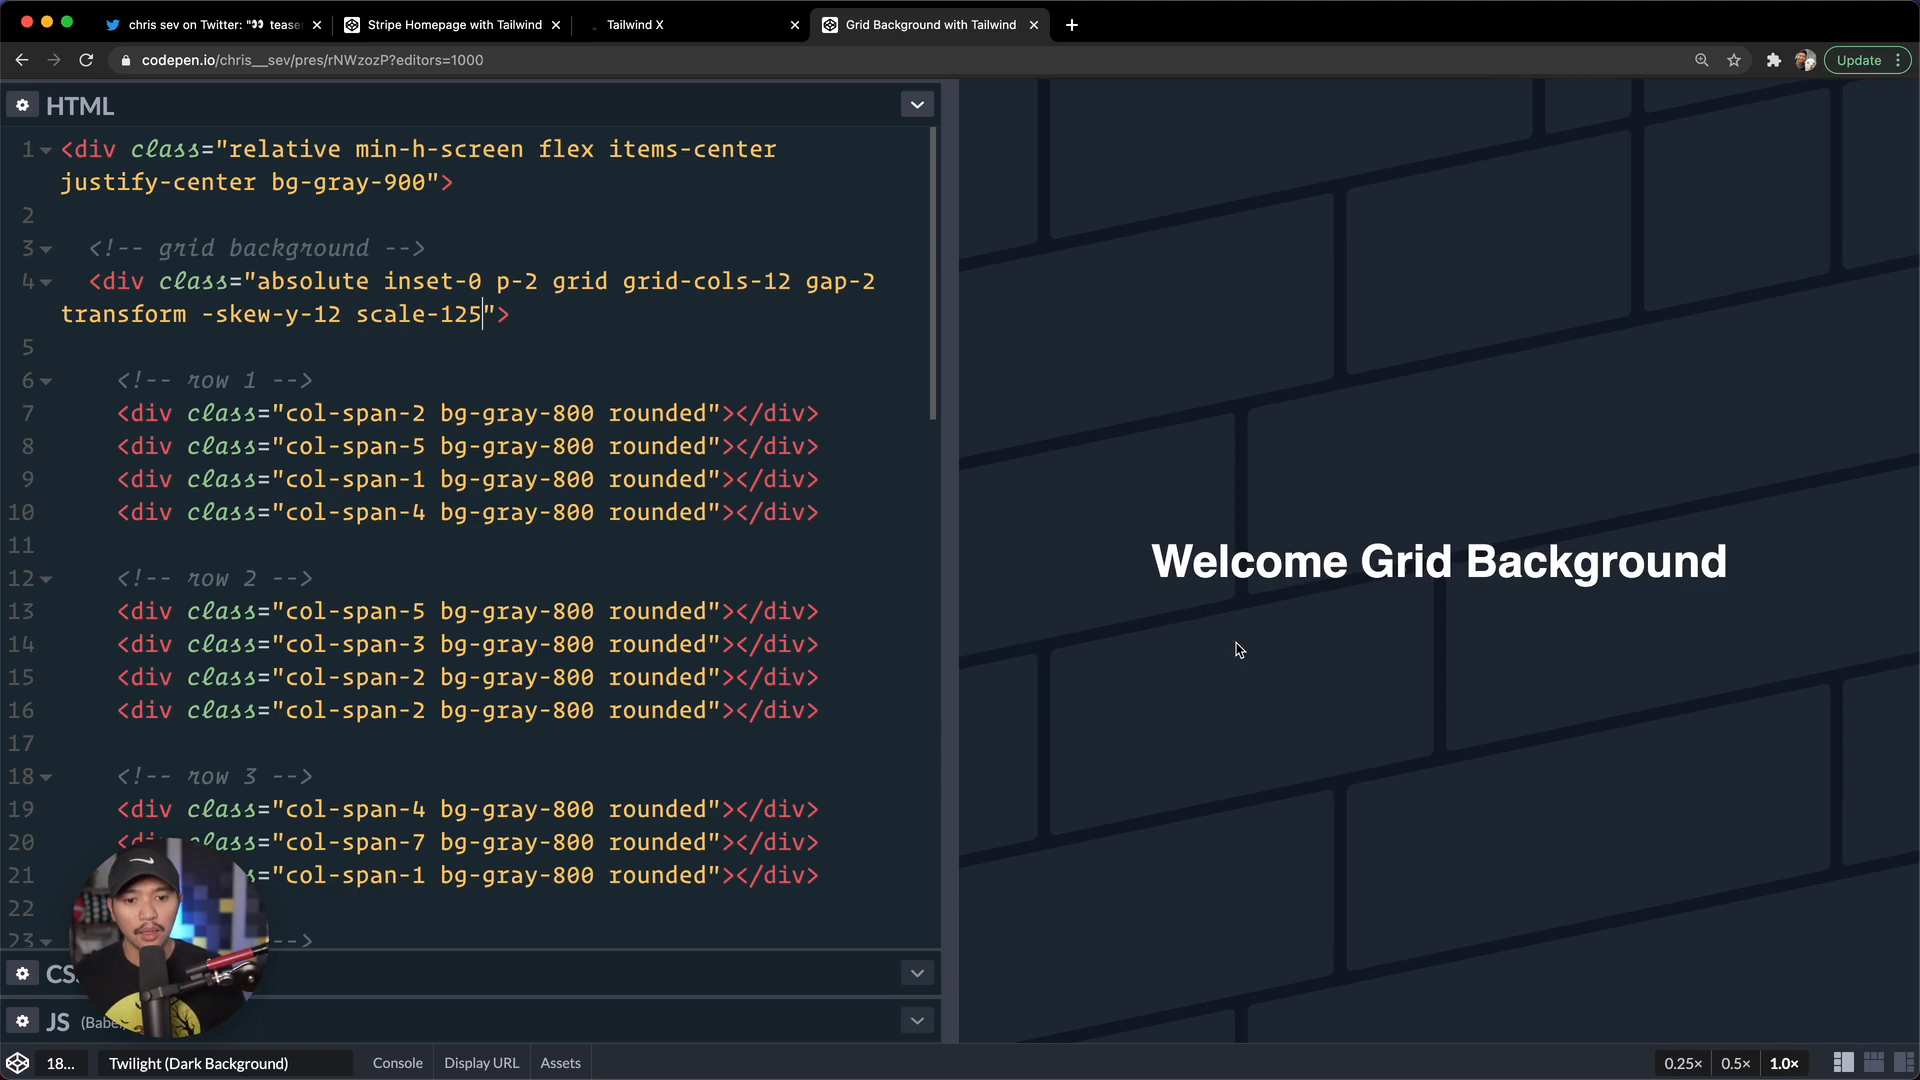 chris sev on Twitter: "👀 tease
Stripe Homepage with Tailwind
Tailwind X
Grid Background with Tailwind
codepen.io/chris__sev/pres/rNWzozP?editors=1000
Update
HTML
1 <div class="relative min-h-screen flex items-center
justify-center bg-gray-900">
2
3 <!-- grid background -->
4 <div class="absolute inset-0 p-2 grid grid-cols-12 gap-2
transform -skew-y-12 scale-125">
5
6 <!-- row 1 -->
7 <div class="col-span-2 bg-gray-800 rounded"></div>
8 <div class="col-span-5 bg-gray-800 rounded"></div>
9 <div class="col-span-1 bg-gray-800 rounded"></div>
10 <div class="col-span-4 bg-gray-800 rounded"></div>
11
12 <!-- row 2 -->
13 <div class="col-span-5 bg-gray-800 rounded"></div>
14 <div class="col-span-3 bg-gray-800 rounded"></div>
15 <div class="col-span-2 bg-gray-800 rounded"></div>
16 <div class="col-span-2 bg-gray-800 rounded"></div>
17
18 <!-- row 3 -->
19 <div class="col-span-4 bg-gray-800 rounded"></div>
20 <div class="col-span-7 bg-gray-800 rounded"></div>
21 ="col-span-1 bg-gray-800 rounded"></div>
22
23 -->
Welcome Grid Background
CS
JS (Babe
18...
Twilight (Dark Background)
Console
Display URL
Assets
0.25×
0.5×
1.0×